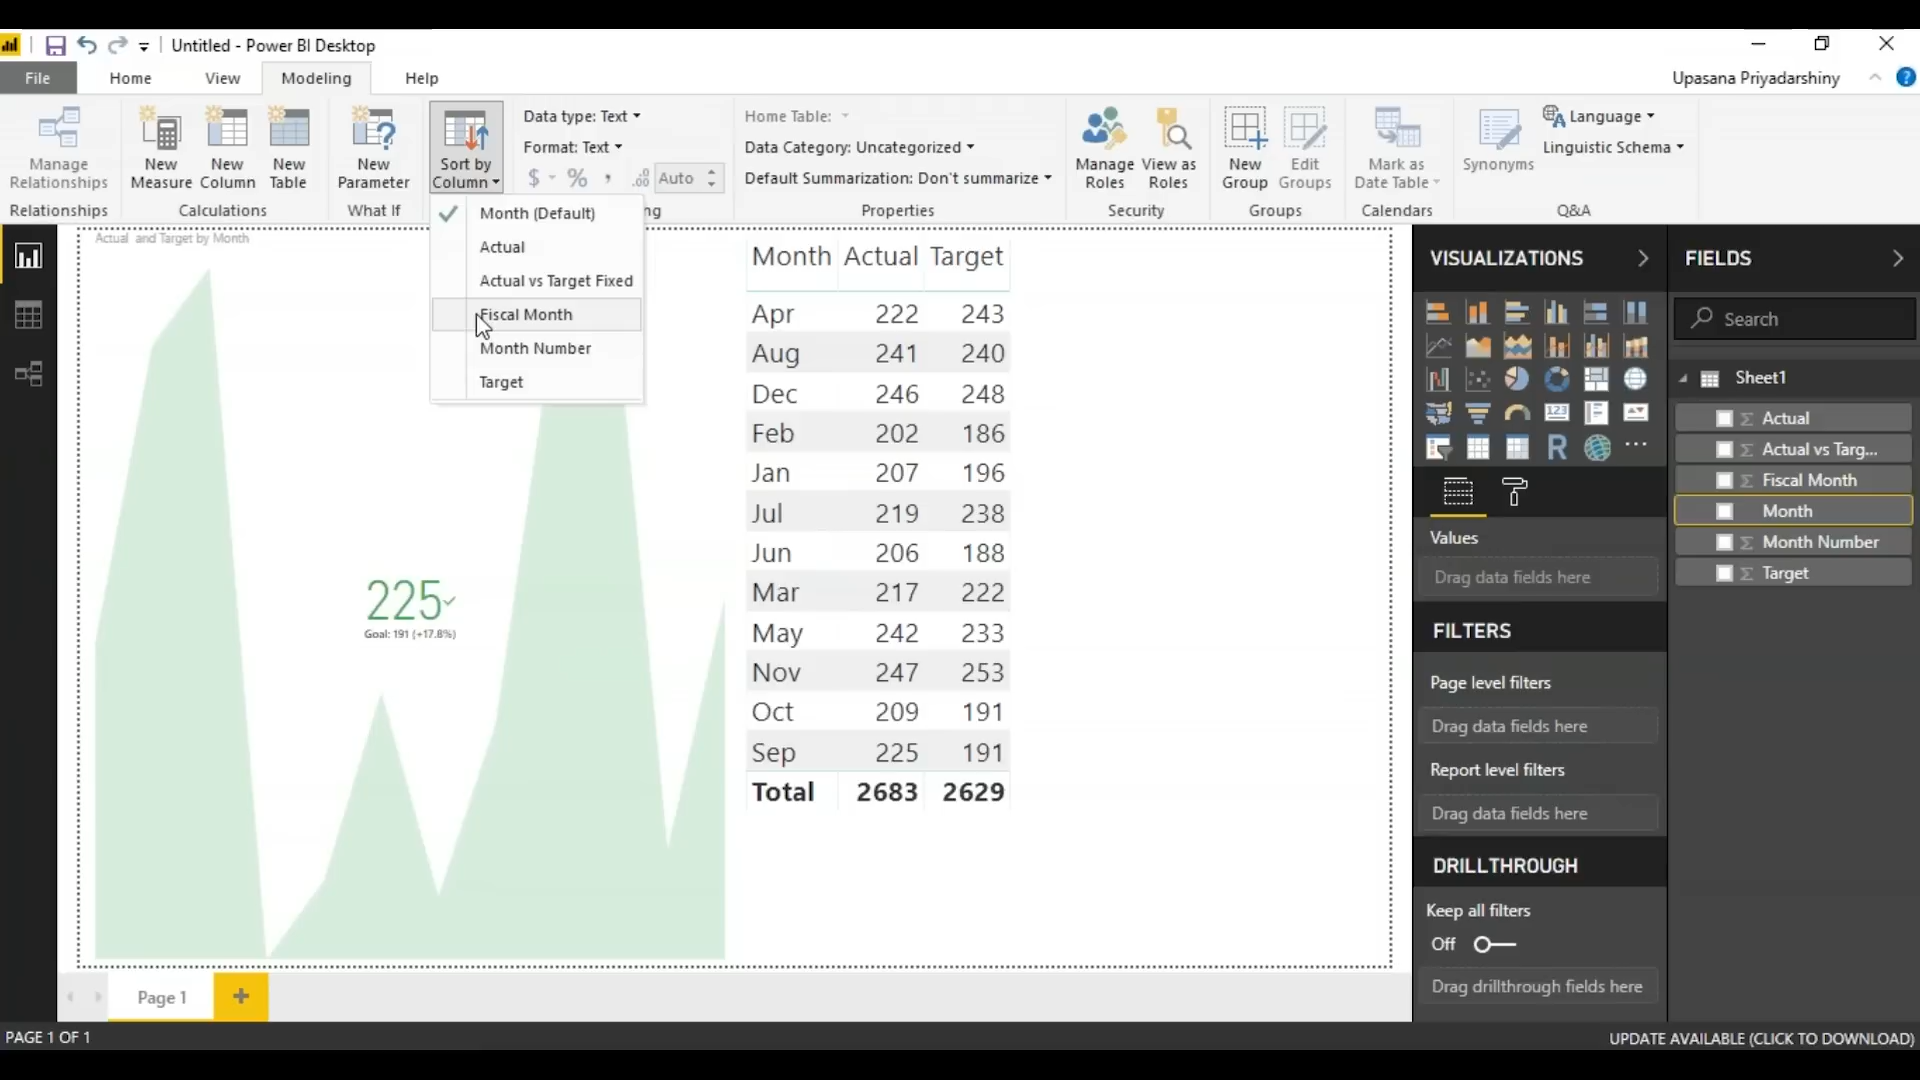 Untitled - Power BI Desktop
File Home View Modeling Help Upasana Priyadarshiny
Manage Relationships
Relationships
New Measure
New Column
New Table
Calculations
New Parameter
What If
Sort by Column
Data type: Text
Format: Text
$ % , .00 Auto
ng
Home Table:
Data Category: Uncategorized
Default Summarization: Don't summarize
Properties
Manage Roles
View as Roles
Security
New Group
Edit Groups
Groups
Mark as Date Table
Calendars
Synonyms
Language
Linguistic Schema
Q&A
Month (Default)
Actual
Actual vs Target Fixed
Fiscal Month
Month Number
Target
Actual and Target by Month
225
Goal: 191 (+17.8%)
Month Actual Target
Apr 222 243
Aug 241 240
Dec 246 248
Feb 202 186
Jan 207 196
Jul 219 238
Jun 206 188
Mar 217 222
May 242 233
Nov 247 253
Oct 209 191
Sep 225 191
Total 2683 2629
VISUALIZATIONS
123
R
Values
Drag data fields here
FILTERS
Page level filters
Drag data fields here
Report level filters
Drag data fields here
DRILLTHROUGH
Keep all filters
Off
Drag drillthrough fields here
FIELDS
Search
Sheet1
Σ Actual
Σ Actual vs Targ...
Σ Fiscal Month
Month
Σ Month Number
Σ Target
Page 1
PAGE 1 OF 1
UPDATE AVAILABLE (CLICK TO DOWNLOAD)